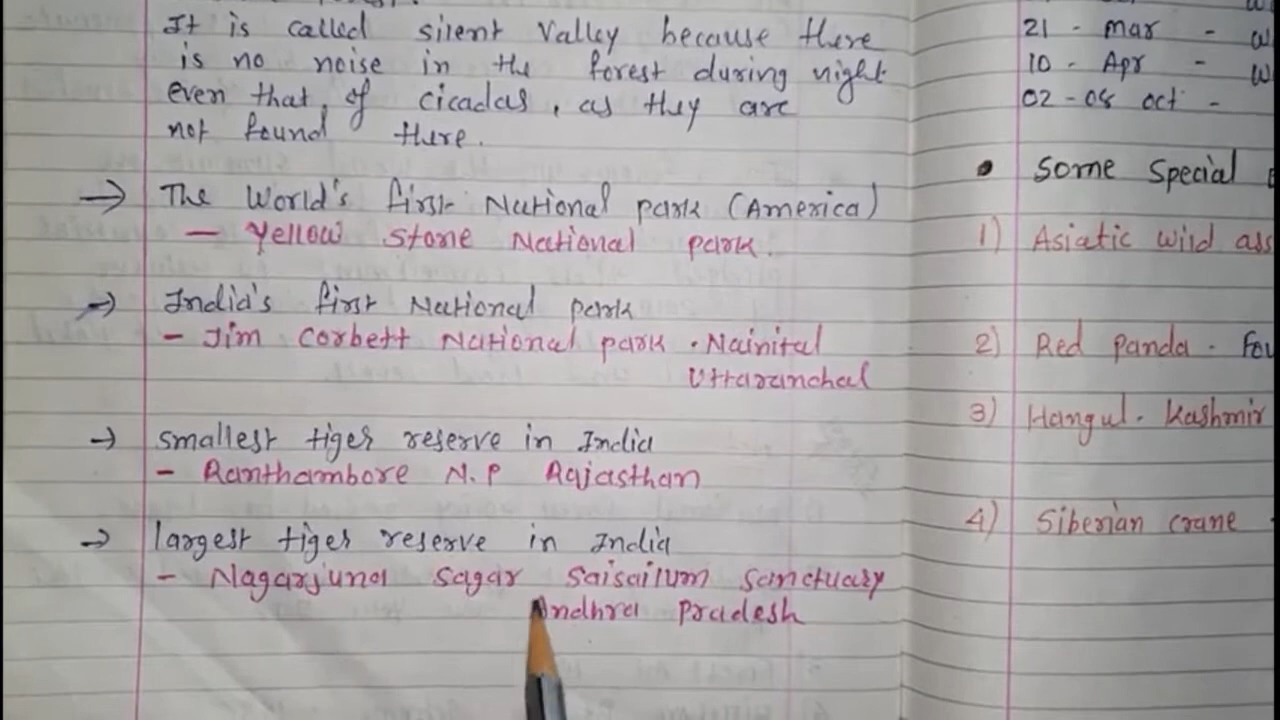 It is called silent Valley because there
is no noise in the forest during night
even that, of cicadas, as they are
not found there.
→ The World's first National park (America)
- Yellow stone National park.
→ India's first National park
- Jim Corbett National park . Nainital
Uttaranchal
→ smallest tiger reserve in India
- Ranthambore N.P Rajasthan
→ largest tiger reserve in India
- Nagarjuna sagar Saisailum sanctuary
Andhra Pradesh
21 - mar -
10 - Apr -
02 - 08 oct -
• Some Special
1) Asiatic wild ass
2) Red panda .
3) Hangul . Kashmir
4) Siberian crane